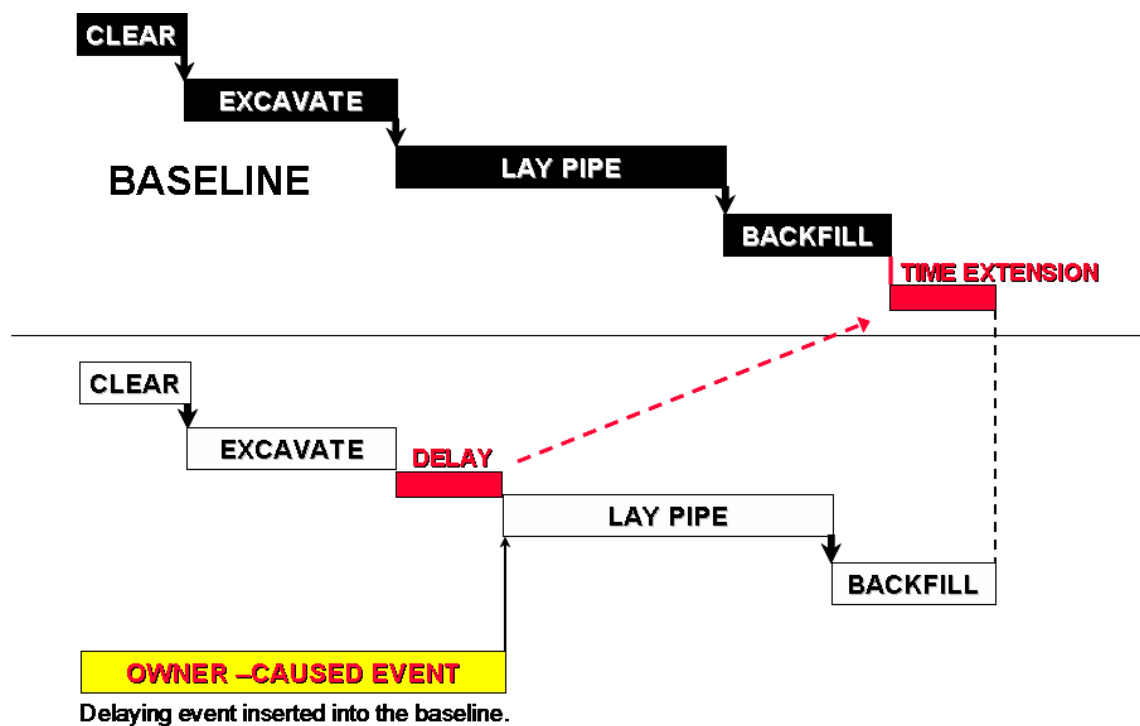 CLEAR
EXCAVATE
LAY PIPE
BASELINE
BACKFILL
TIME EXTENSION
CLEAR
EXCAVATE
DELAY
LAY PIPE
BACKFILL
OWNER –CAUSED EVENT
Delaying event inserted into the baseline.